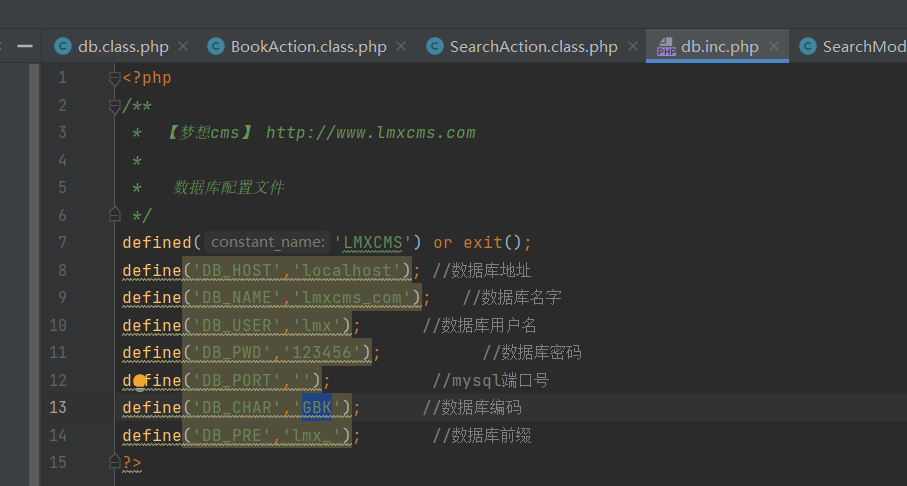 db.class.php BookAction.class.php SearchAction.class.php PHP db.inc.php SearchMod
1 <?php
2 /**
3 * 【梦想cms】 http://www.lmxcms.com
4 *
5 * 数据库配置文件
6 */
7 defined( constant_name: 'LMXCMS') or exit();
8 define('DB_HOST','localhost'); //数据库地址
9 define('DB_NAME','lmxcms_com'); //数据库名字
10 define('DB_USER','lmx'); //数据库用户名
11 define('DB_PWD','123456'); //数据库密码
12 define('DB_PORT',''); //mysql端口号
13 define('DB_CHAR','GBK'); //数据库编码
14 define('DB_PRE','lmx_'); //数据库前缀
15 ?>